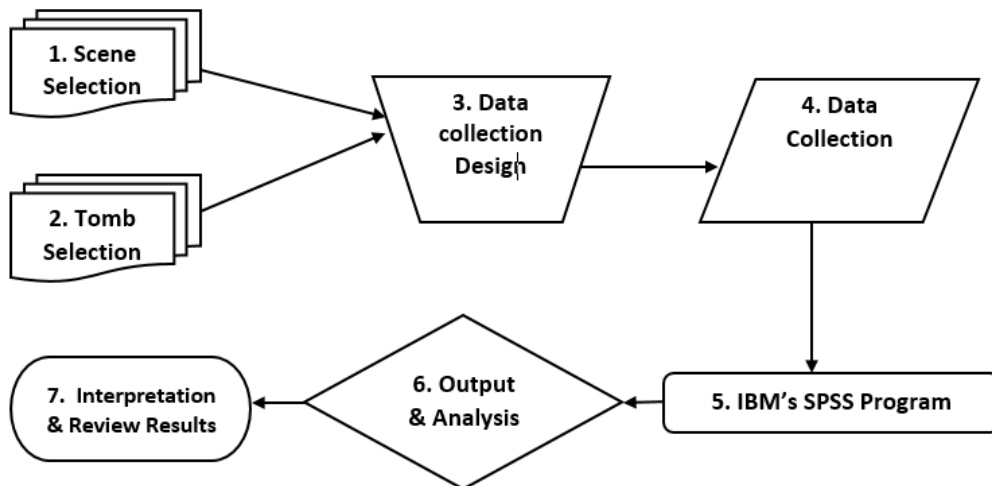 1. Scene
Selection
2. Tomb
Selection
3. Data
collection
Design
4. Data
Collection
5. IBM's SPSS Program
6. Output
& Analysis
7. Interpretation
& Review Results